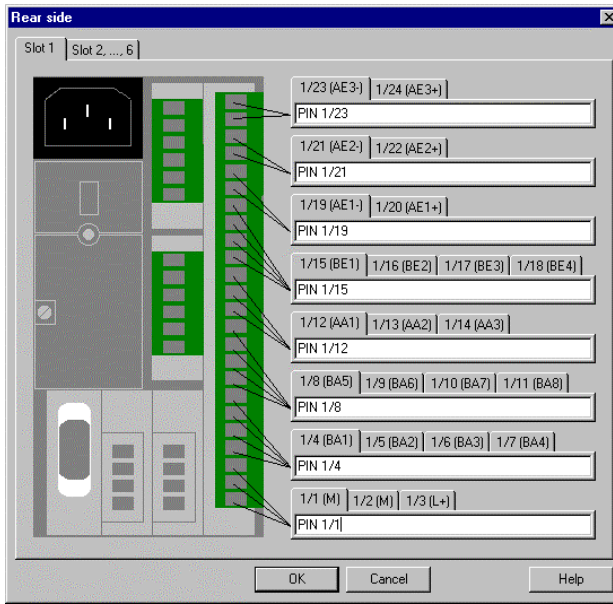 Rear side
Slot 1 Slot 2, ..., 6
1/23 (AE3-) 1/24 (AE3+)
PIN 1/23
1/21 (AE2-) 1/22 (AE2+)
PIN 1/21
1/19 (AE1-) 1/20 (AE1+)
PIN 1/19
1/15 (BE1) 1/16 (BE2) 1/17 (BE3) 1/18 (BE4)
PIN 1/15
1/12 (AA1) 1/13 (AA2) 1/14 (AA3)
PIN 1/12
1/8 (BA5) 1/9 (BA6) 1/10 (BA7) 1/11 (BA8)
PIN 1/8
1/4 (BA1) 1/5 (BA2) 1/6 (BA3) 1/7 (BA4)
PIN 1/4
1/1 (M) 1/2 (M) 1/3 (L+)
PIN 1/1
OK Cancel Help